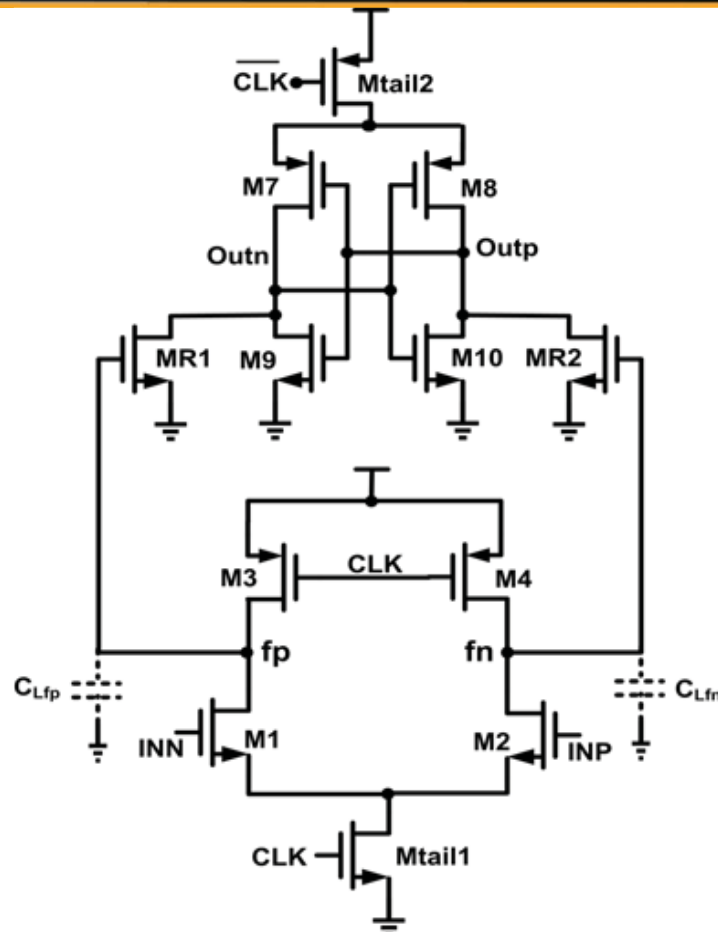 CLK Mtail2
M7 M8
Outn Outp
MR1 M9 M10 MR2
M3 CLK M4
fp fn
CLfp CLfn
INN M1 M2 INP
CLK Mtail1